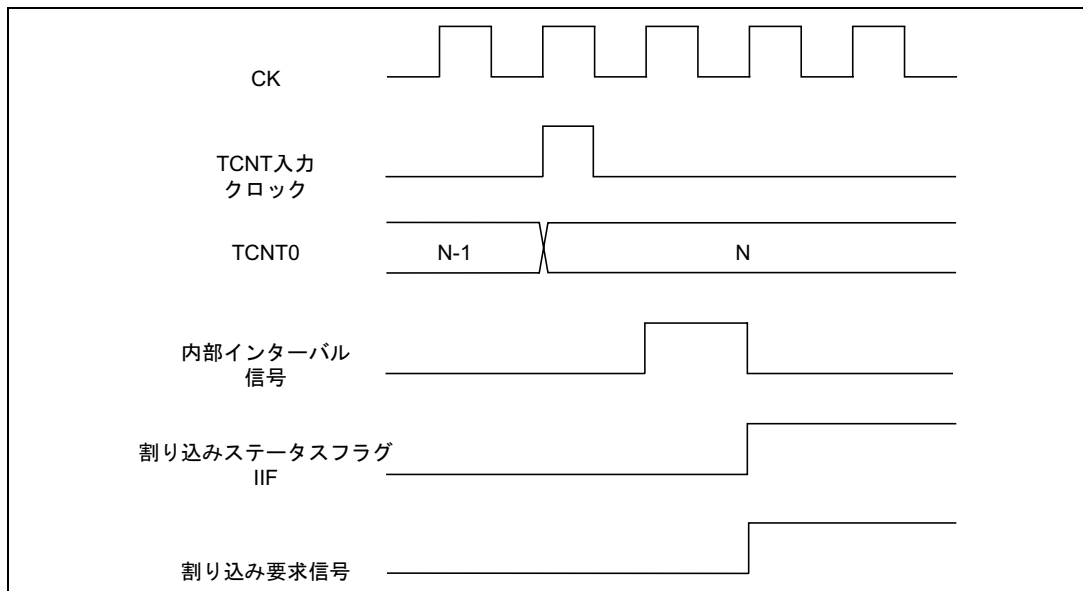 CK
TCNT入力
クロック
TCNT0
N-1
N
内部インターバル
信号
割り込みステータスフラグ
IIF
割り込み要求信号